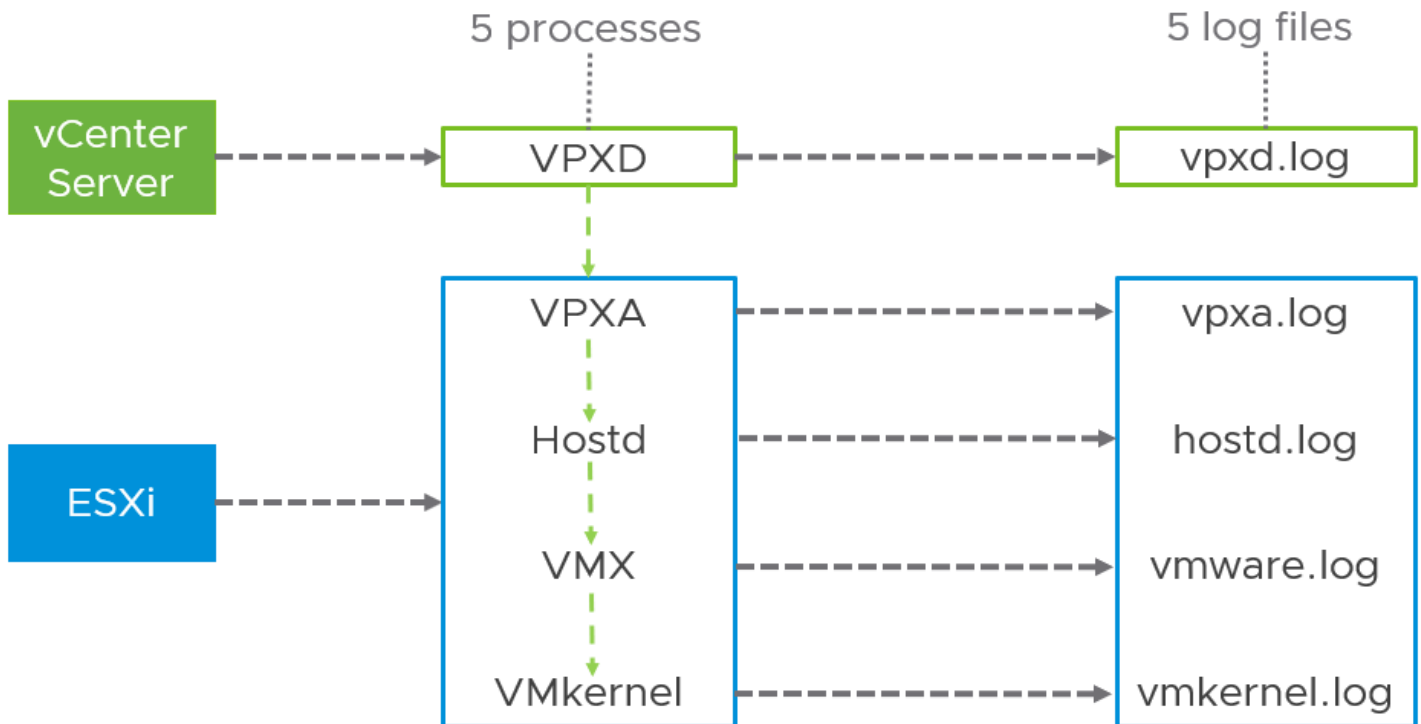 5 processes
5 log files
vCenter
Server
VPXD
vpxd.log
VPXA
vpxa.log
Hostd
hostd.log
ESXi
VMX
vmware.log
VMkernel
vmkernel.log